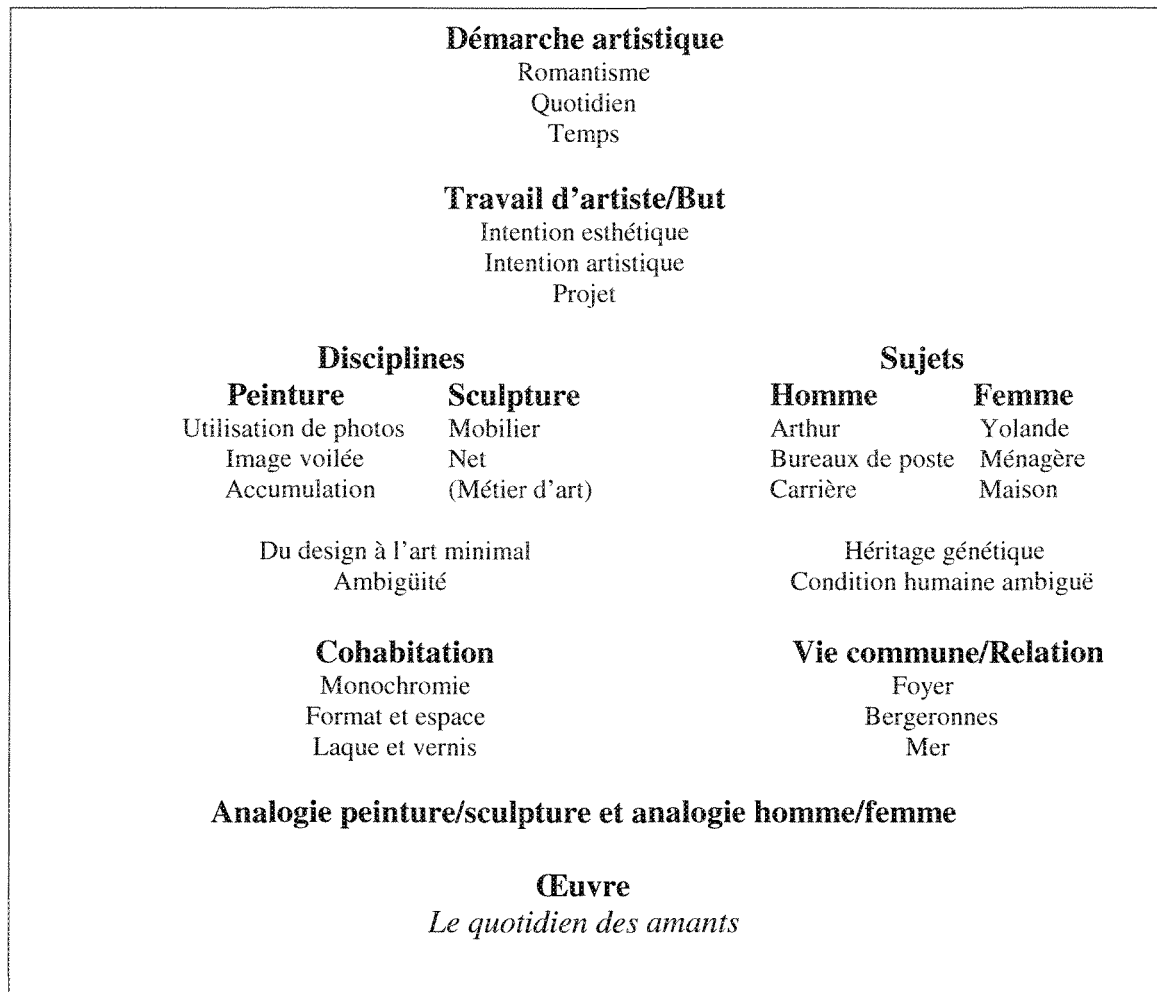 Démarche artistique
Romantisme
Quotidien
Temps
Travail d'artiste/But
Intention esthétique
Intention artistique
Projet
Disciplines
Peinture Sculpture
Utilisation de photos Mobilier
Image voilée Net
Accumulation (Métier d'art)
Du design à l'art minimal
Ambigüité
Sujets
Homme Femme
Arthur Yolande
Bureaux de poste Ménagère
Carrière Maison
Héritage génétique
Condition humaine ambiguë
Cohabitation
Monochromie
Format et espace
Laque et vernis
Vie commune/Relation
Foyer
Bergeronnes
Mer
Analogie peinture/sculpture et analogie homme/femme
Œuvre
Le quotidien des amants